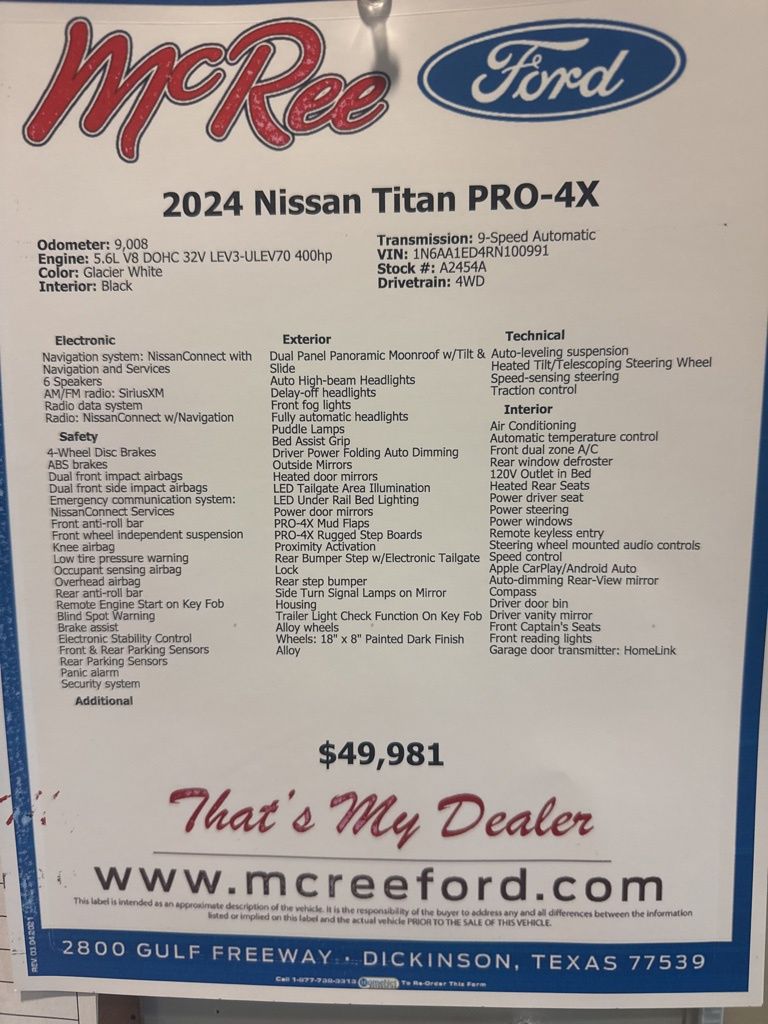 McRee
Ford
2024 Nissan Titan PRO-4X
Odometer: 9,008
Engine: 5.6L V8 DOHC 32V LEV3-ULEV70 400hp
Color: Glacier White
Interior: Black
Transmission: 9-Speed Automatic
VIN: 1N6AA1ED4RN100991
Stock #: A2454A
Drivetrain: 4WD
Electronic
Navigation system: NissanConnect with
Navigation and Services
6 Speakers
AM/FM radio: SiriusXM
Radio data system
Radio: NissanConnect w/Navigation
Safety
4-Wheel Disc Brakes
ABS brakes
Dual front impact airbags
Dual front side impact airbags
Emergency communication system:
NissanConnect Services
Front anti-roll bar
Front wheel independent suspension
Knee airbag
Low tire pressure warning
Occupant sensing airbag
Overhead airbag
Rear anti-roll bar
Remote Engine Start on Key Fob
Blind Spot Warning
Brake assist
Electronic Stability Control
Front & Rear Parking Sensors
Rear Parking Sensors
Panic alarm
Security system
Additional
Exterior
Dual Panel Panoramic Moonroof w/Tilt &
Slide
Auto High-beam Headlights
Delay-off headlights
Front fog lights
Fully automatic headlights
Puddle Lamps
Bed Assist Grip
Driver Power Folding Auto Dimming
Outside Mirrors
Heated door mirrors
LED Tailgate Area Illumination
LED Under Rail Bed Lighting
Power door mirrors
PRO-4X Mud Flaps
PRO-4X Rugged Step Boards
Proximity Activation
Rear Bumper Step w/Electronic Tailgate
Lock
Rear step bumper
Side Turn Signal Lamps on Mirror
Housing
Trailer Light Check Function On Key Fob
Alloy wheels
Wheels: 18" x 8" Painted Dark Finish
Alloy
Technical
Auto-leveling suspension
Heated Tilt/Telescoping Steering Wheel
Speed-sensing steering
Traction control
Interior
Air Conditioning
Automatic temperature control
Front dual zone A/C
Rear window defroster
120V Outlet in Bed
Heated Rear Seats
Power driver seat
Power steering
Power windows
Remote keyless entry
Steering wheel mounted audio controls
Speed control
Apple CarPlay/Android Auto
Auto-dimming Rear-View mirror
Compass
Driver door bin
Driver vanity mirror
Front Captain's Seats
Front reading lights
Garage door transmitter: HomeLink
$49,981
That's My Dealer
www.mcreeford.com
This label is intended as an approximate description of the vehicle. It is the responsibility of the buyer to address any and all differences between the information
listed or implied on this label and the actual vehicle PRIOR TO THE SALE OF THIS VEHICLE.
2800 GULF FREEWAY · DICKINSON, TEXAS 77539
To Re-Order This Form